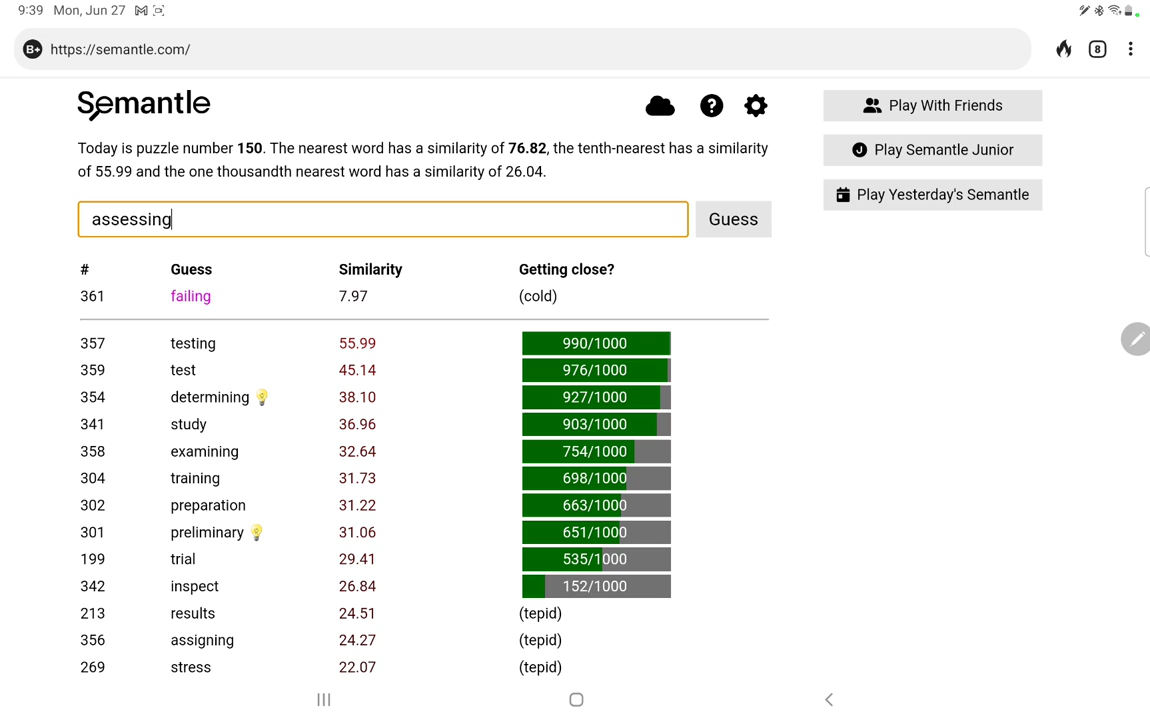 9:39 Mon, Jun 27
B+ https://semantle.com/ 8
Semantle
Play With Friends
Today is puzzle number 150. The nearest word has a similarity of 76.82, the tenth-nearest has a similarity
of 55.99 and the one thousandth nearest word has a similarity of 26.04.
J Play Semantle Junior
Play Yesterday's Semantle
assessing Guess
# Guess Similarity Getting close?
361 failing 7.97 (cold)
357 testing 55.99 990/1000
359 test 45.14 976/1000
354 determining 38.10 927/1000
341 study 36.96 903/1000
358 examining 32.64 754/1000
304 training 31.73 698/1000
302 preparation 31.22 663/1000
301 preliminary 31.06 651/1000
199 trial 29.41 535/1000
342 inspect 26.84 152/1000
213 results 24.51 (tepid)
356 assigning 24.27 (tepid)
269 stress 22.07 (tepid)